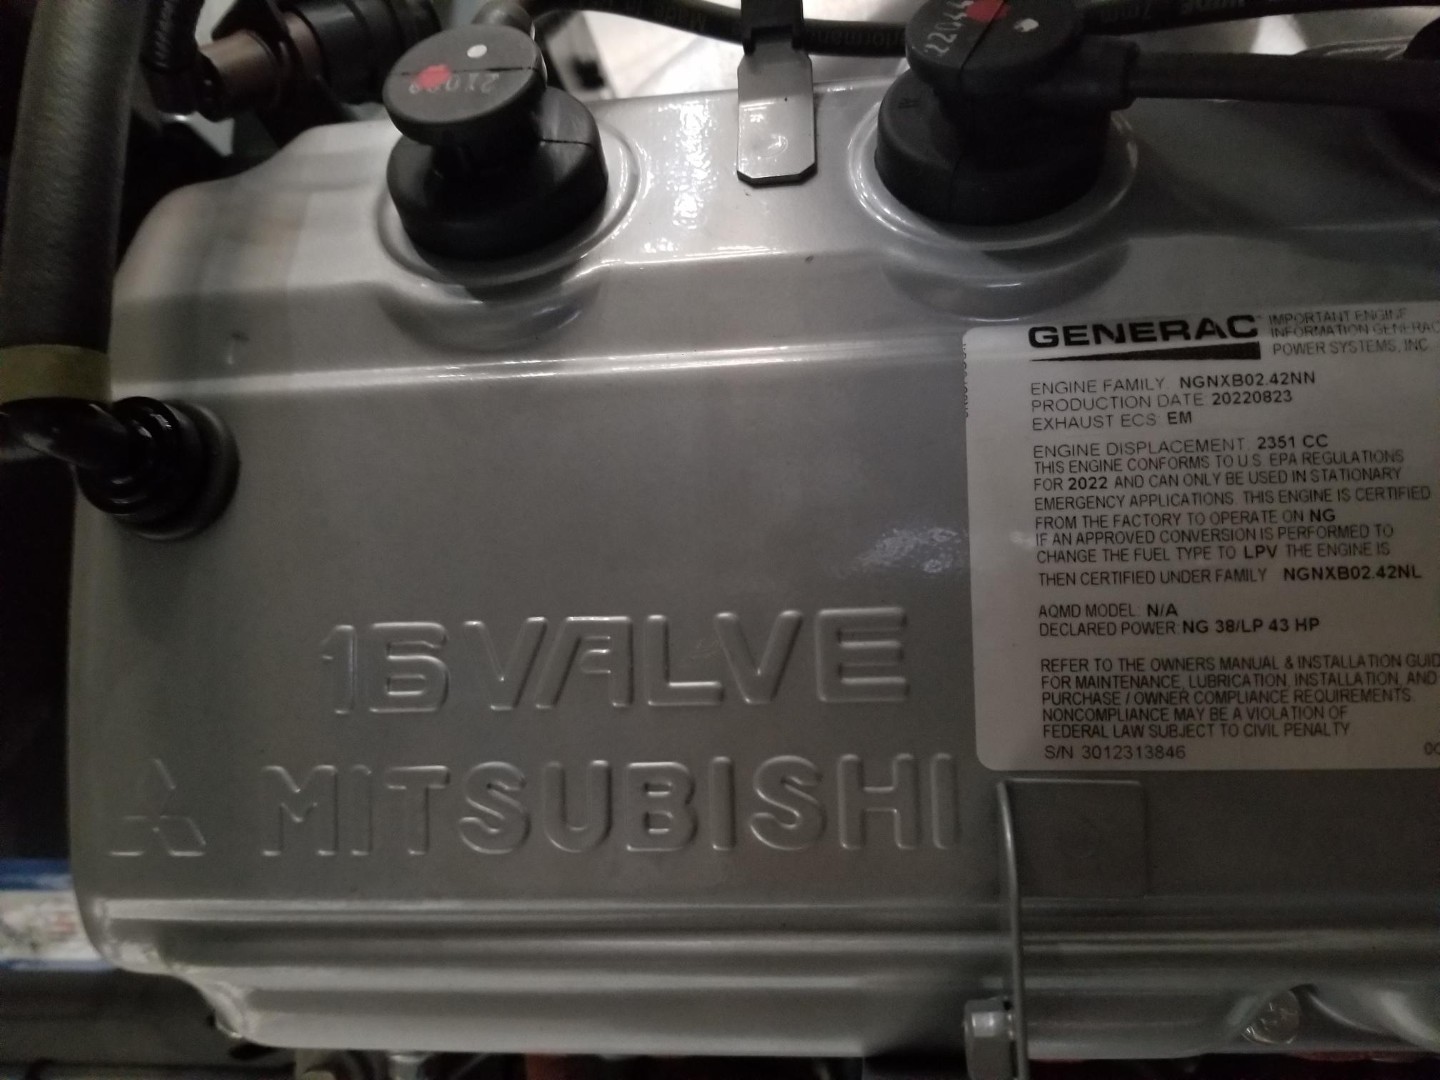 GENERAC
IMPORTANT ENGINE
INFORMATION GENERAC
POWER SYSTEMS, INC.
ENGINE FAMILY NGNXB02.42NN
PRODUCTION DATE: 20220823
EXHAUST ECS: EM
ENGINE DISPLACEMENT: 2351 CC
THIS ENGINE CONFORMS TO U.S. EPA REGULATIONS
FOR 2022 AND CAN ONLY BE USED IN STATIONARY
EMERGENCY APPLICATIONS. THIS ENGINE IS CERTIFIED
FROM THE FACTORY TO OPERATE ON NG
IF AN APPROVED CONVERSION IS PERFORMED TO
CHANGE THE FUEL TYPE TO LPV THE ENGINE IS
THEN CERTIFIED UNDER FAMILY NGNXB02.42NL
AQMD MODEL: N/A
DECLARED POWER: NG 38/LP 43 HP
REFER TO THE OWNERS MANUAL & INSTALLATION GUID
FOR MAINTENANCE, LUBRICATION, INSTALLATION, AND
PURCHASE / OWNER COMPLIANCE REQUIREMENTS.
NONCOMPLIANCE MAY BE A VIOLATION OF
FEDERAL LAW SUBJECT TO CIVIL PENALTY
S/N 3012313846
16 VALVE
MITSUBISHI